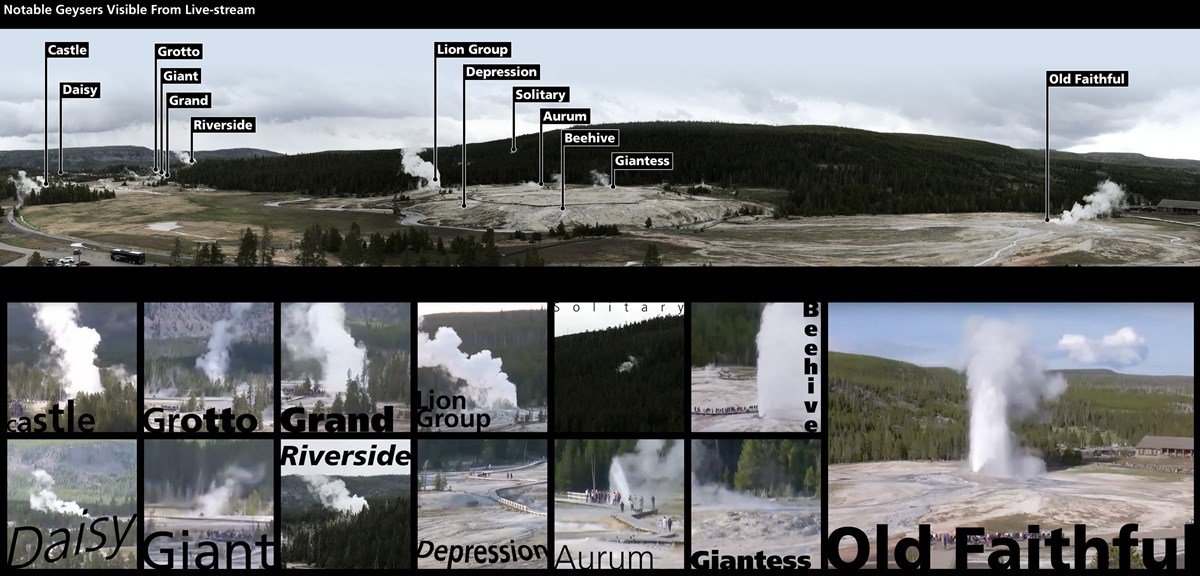 Notable Geysers Visible From Live-stream
Castle
Daisy
Grotto
Giant
Grand
Riverside
Lion Group
Depression
Solitary
Aurum
Beehive
Giantess
Old Faithful
castle
Grotto
Grand
Lion
Group
Solitary
Beehive
Daisy
Giant
Riverside
Depression
Aurum
Giantess
Old Faithful